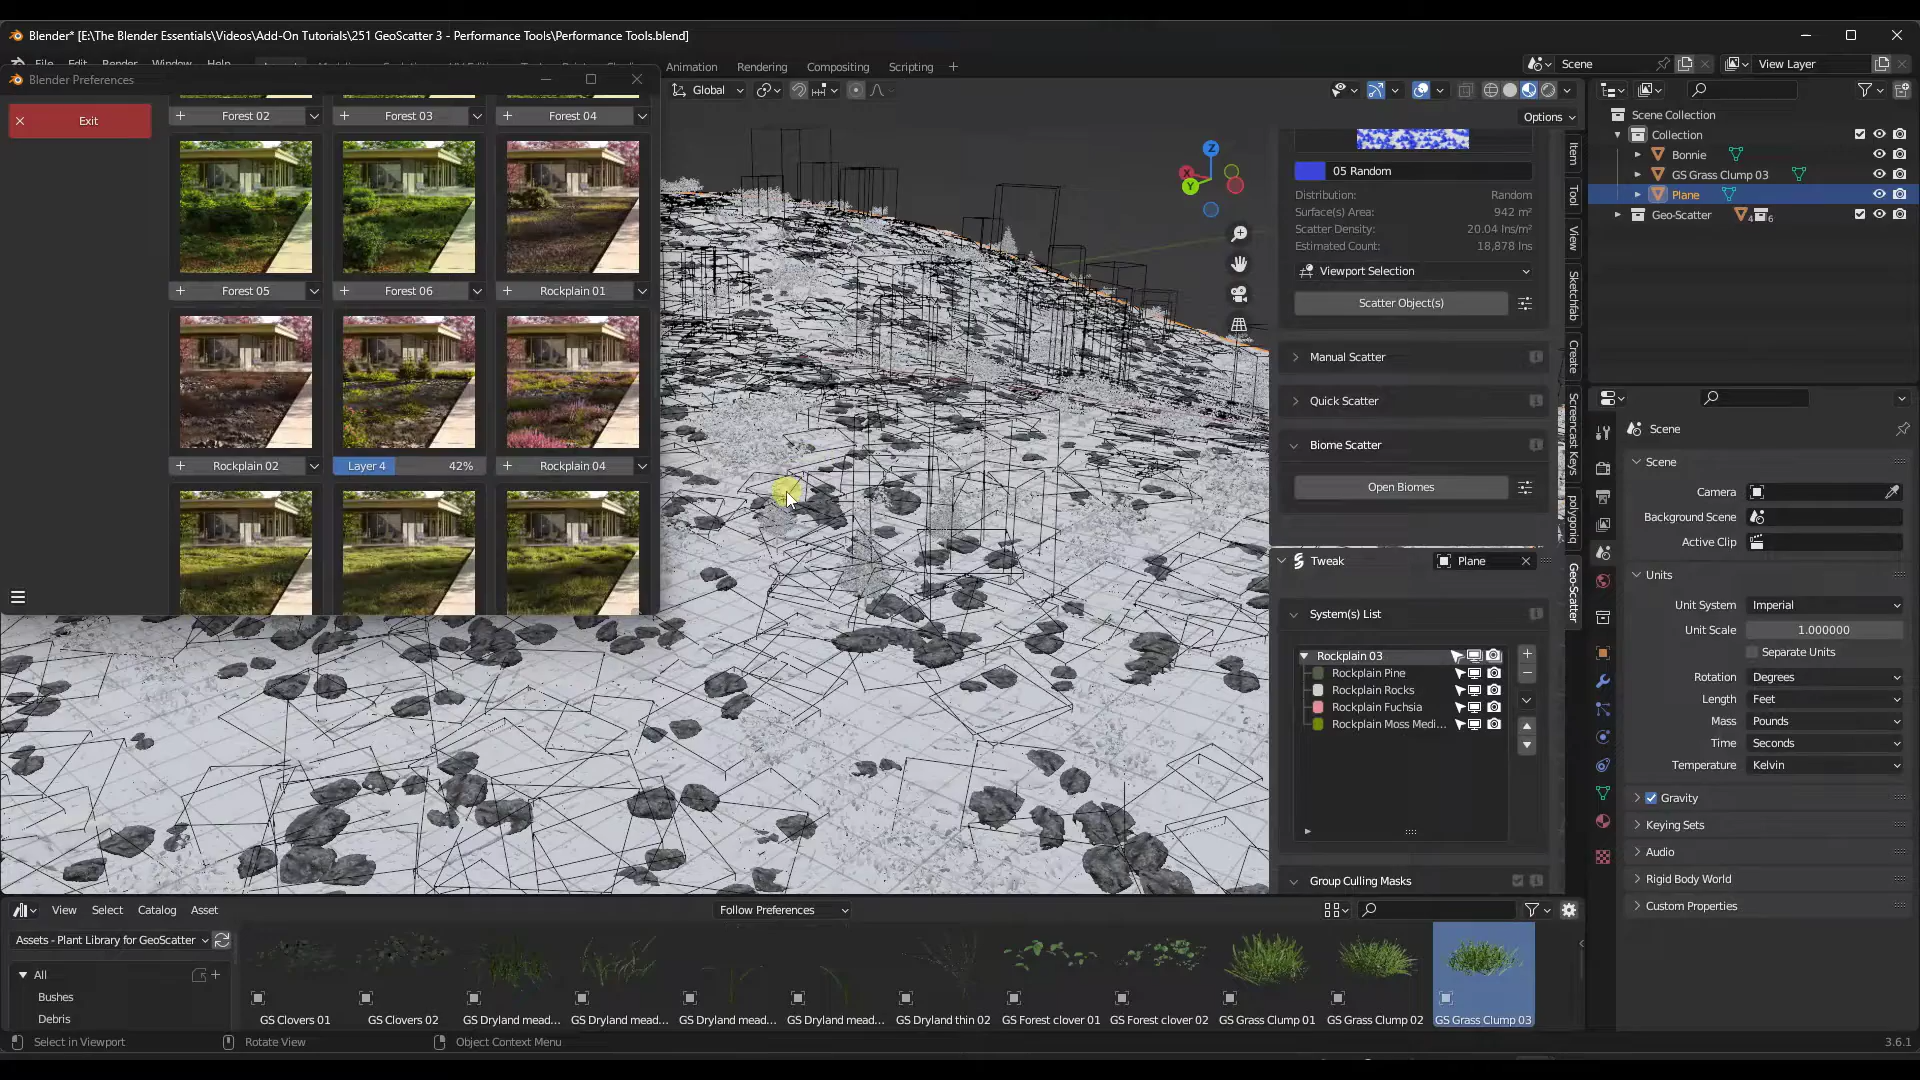 Blender* [E:\The Blender Essentials\Videos\Add-On Tutorials\251 GeoScatter 3 - Performance Tools\Performance Tools.blend]
File Edit Render Window Help
Animation Rendering Compositing Scripting
Scene
View Layer
Blender Preferences
Exit
Forest 02
Forest 03
Forest 04
Forest 05
Forest 06
Rockplain 01
Rockplain 02
Layer 4 42%
Rockplain 04
Global
Options
Z
X
Y
05 Random
Distribution: Random
Surface(s) Area: 942 m²
Scatter Density: 20.04 Ins/m²
Estimated Count: 18,878 Ins
Viewport Selection
Scatter Object(s)
Manual Scatter
Quick Scatter
Biome Scatter
Open Biomes
Tweak
Plane
System(s) List
Rockplain 03
Rockplain Pine
Rockplain Rocks
Rockplain Fuchsia
Rockplain Moss Medi...
Group Culling Masks
Item
Tool
View
Sketchfab
Create
Screencast Keys
polygoniq
Geo-Scatter
Scene Collection
Collection
Bonnie
GS Grass Clump 03
Plane
Geo-Scatter
4
6
Scene
Scene
Camera
Background Scene
Active Clip
Units
Unit System Imperial
Unit Scale 1.000000
Separate Units
Rotation Degrees
Length Feet
Mass Pounds
Time Seconds
Temperature Kelvin
Gravity
Keying Sets
Audio
Rigid Body World
Custom Properties
View Select Catalog Asset
Follow Preferences
Assets - Plant Library for GeoScatter
All
Bushes
Debris
GS Clovers 01
GS Clovers 02
GS Dryland mead...
GS Dryland mead...
GS Dryland mead...
GS Dryland mead...
GS Dryland thin 02
GS Forest clover 01
GS Forest clover 02
GS Grass Clump 01
GS Grass Clump 02
GS Grass Clump 03
Select in Viewport
Rotate View
Object Context Menu
3.6.1